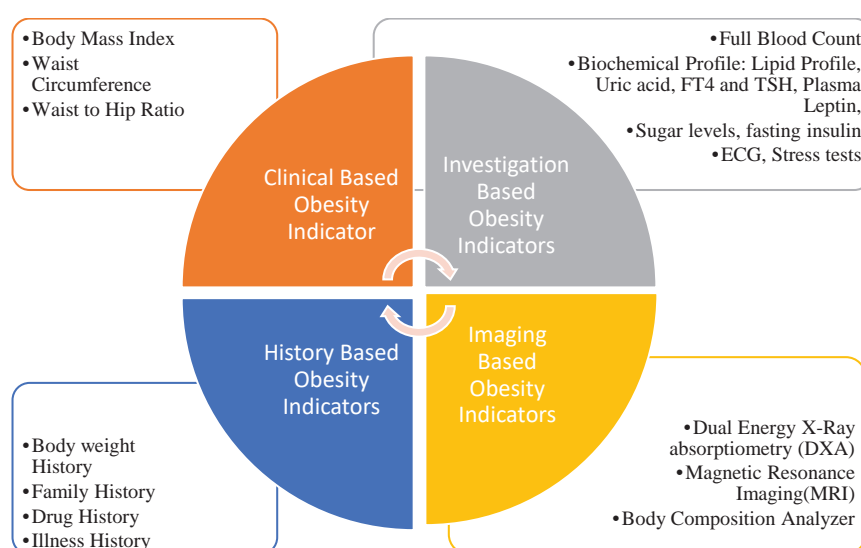 •Body Mass Index
•Waist
Circumference
•Waist to Hip Ratio
•Full Blood Count
•Biochemical Profile: Lipid Profile,
Uric acid, FT4 and TSH, Plasma
Leptin,
•Sugar levels, fasting insulin
•ECG, Stress tests
Clinical Based
Obesity
Indicator
Investigation
Based
Obesity
Indicators
History Based
Obesity
Indicators
Imaging
Based
Obesity
Indicators
•Body weight
History
•Family History
•Drug History
•Illness History
•Dual Energy X-Ray
absorptiometry (DXA)
•Magnetic Resonance
Imaging(MRI)
•Body Composition Analyzer